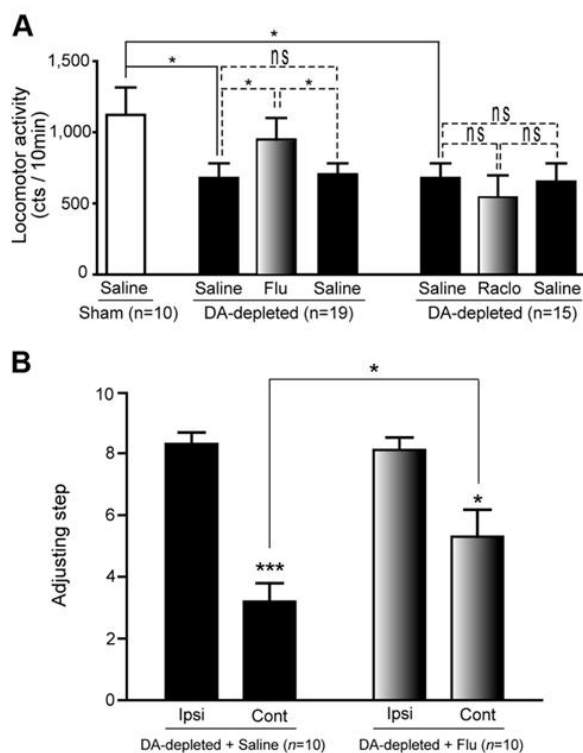 A
Locomotor activity
(cts / 10min)
1,500
1,000
500
0
*
*
ns
*
*
ns
ns
ns
Saline
Saline
Flu
Saline
Saline
Raclo
Saline
Sham (n=10)
DA-depleted (n=19)
DA-depleted (n=15)
B
Adjusting step
10
8
6
4
2
0
*
***
*
Ipsi
Cont
Ipsi
Cont
DA-depleted + Saline (n=10)
DA-depleted + Flu (n=10)